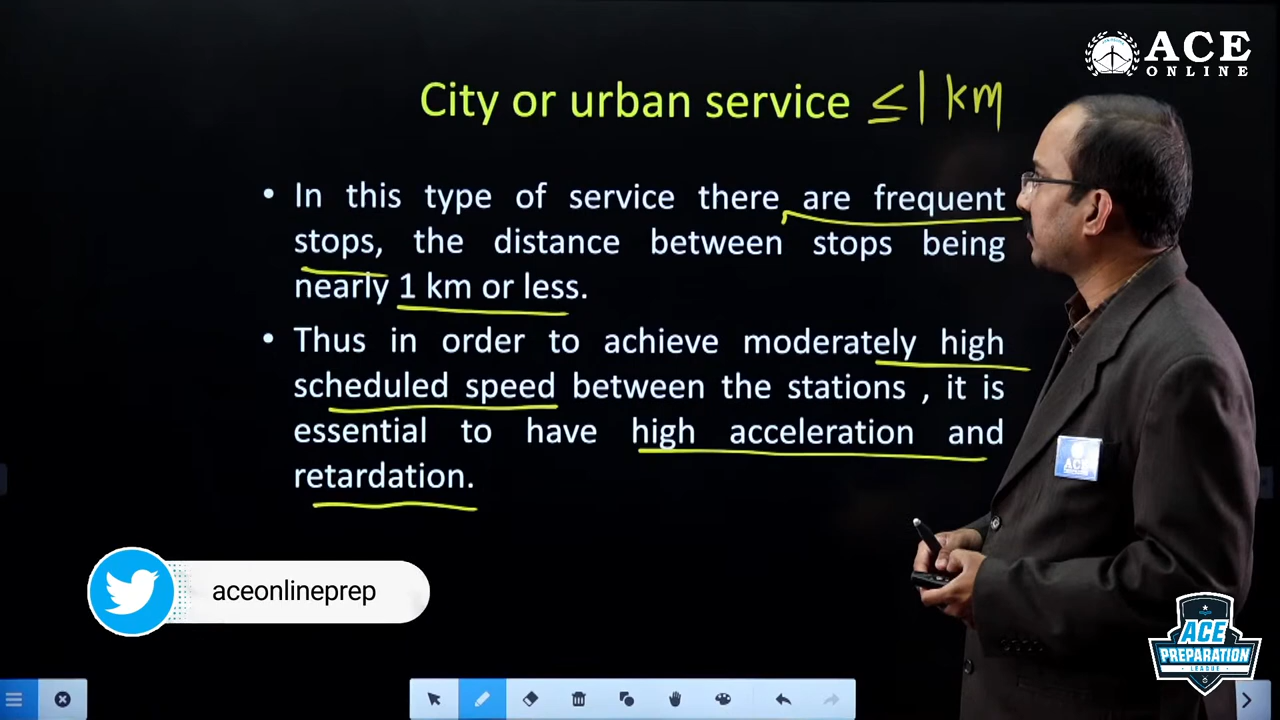 ACE
ONLINE
City or urban service ≤1 km
• In this type of service there are frequent
stops, the distance between stops being
nearly 1 km or less.
• Thus in order to achieve moderately high
scheduled speed between the stations , it is
essential to have high acceleration and
retardation.
ACE
aceonlineprep
ACE
PREPARATION
LEAGUE